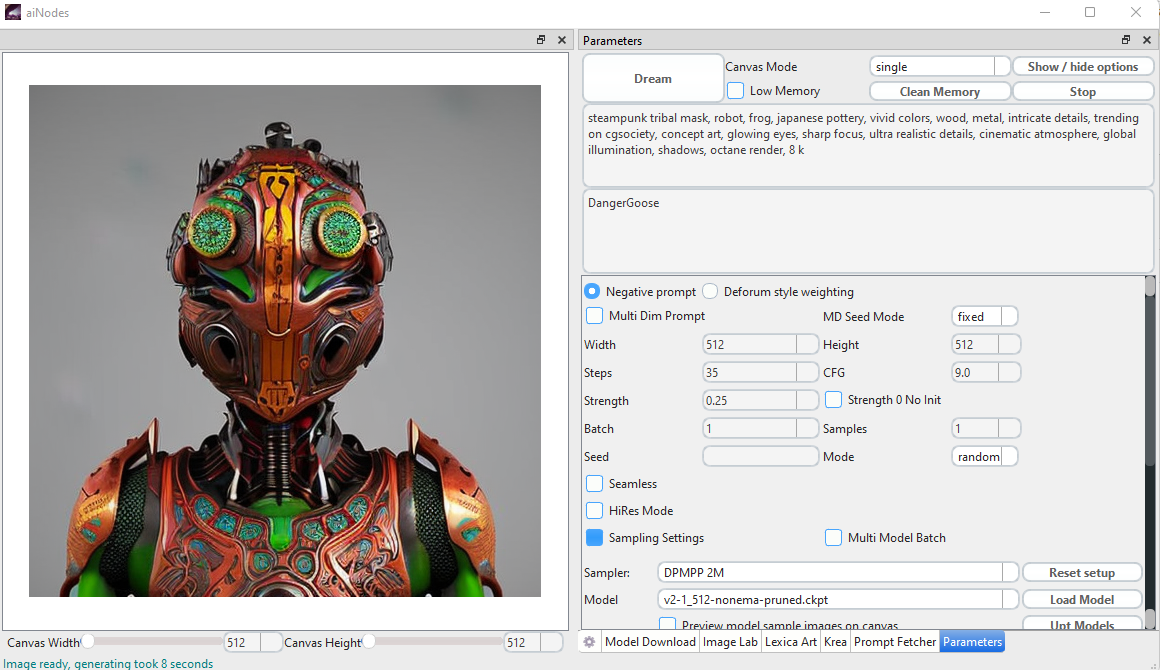 aiNodes
Parameters
Dream
Canvas Mode
single
Show / hide options
Low Memory
Clean Memory
Stop
steampunk tribal mask, robot, frog, japanese pottery, vivid colors, wood, metal, intricate details, trending
on cgsociety, concept art, glowing eyes, sharp focus, ultra realistic details, cinematic atmosphere, global
illumination, shadows, octane render, 8 k
DangerGoose
Negative prompt
Deforum style weighting
Multi Dim Prompt
MD Seed Mode
fixed
Width
512
Height
512
Steps
35
CFG
9.0
Strength
0.25
Strength 0 No Init
Batch
1
Samples
1
Seed
Mode
random
Seamless
HiRes Mode
Sampling Settings
Multi Model Batch
Sampler:
DPMPP 2M
Reset setup
Model
v2-1_512-nonema-pruned.ckpt
Load Model
Preview model sample images on canvas
Upt Models
Canvas Width
512
Canvas Height
512
Model Download
Image Lab
Lexica Art
Krea
Prompt Fetcher
Parameters
Image ready, generating took 8 seconds